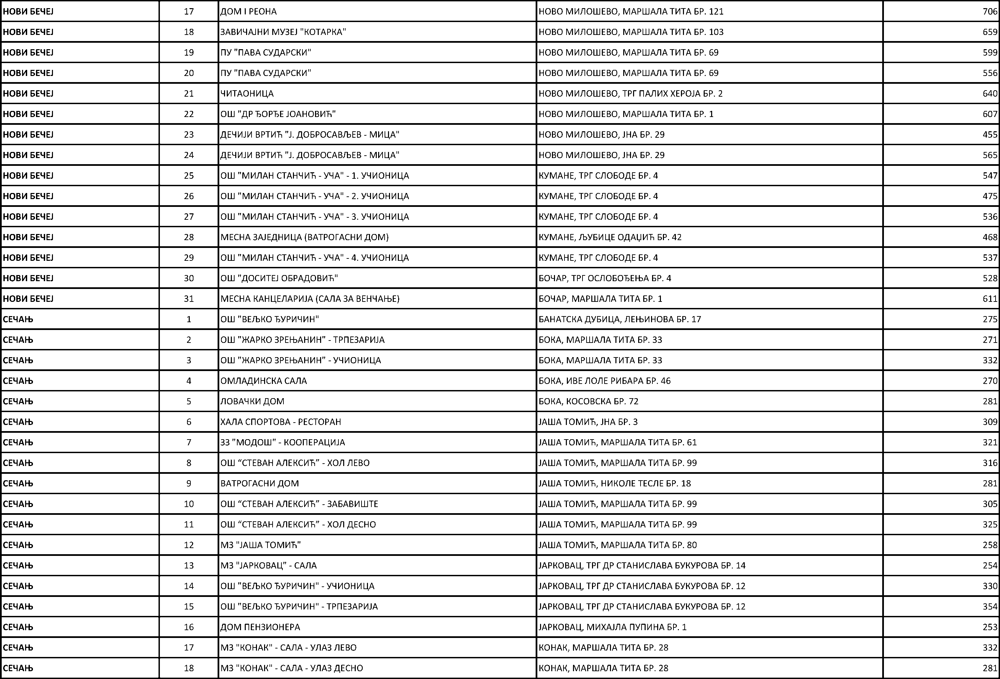 НОВИ БЕЧЕЈ 17 ДОМ I РЕОНА НОВО МИЛОШЕВО, МАРШАЛА ТИТА БР. 121 706
НОВИ БЕЧЕЈ 18 ЗАВИЧАЈНИ МУЗЕЈ "КОТАРКА" НОВО МИЛОШЕВО, МАРШАЛА ТИТА БР. 103 659
НОВИ БЕЧЕЈ 19 ПУ "ПАВА СУДАРСКИ" НОВО МИЛОШЕВО, МАРШАЛА ТИТА БР. 69 599
НОВИ БЕЧЕЈ 20 ПУ "ПАВА СУДАРСКИ" НОВО МИЛОШЕВО, МАРШАЛА ТИТА БР. 69 556
НОВИ БЕЧЕЈ 21 ЧИТАОНИЦА НОВО МИЛОШЕВО, ТРГ ПАЛИХ ХЕРОЈА БР. 2 640
НОВИ БЕЧЕЈ 22 ОШ "ДР ЂОРЂЕ ЈОАНОВИЋ" НОВО МИЛОШЕВО, МАРШАЛА ТИТА БР. 1 607
НОВИ БЕЧЕЈ 23 ДЕЧИЈИ ВРТИЋ "Ј. ДОБРОСАВЉЕВ - МИЦА" НОВО МИЛОШЕВО, ЈНА БР. 29 455
НОВИ БЕЧЕЈ 24 ДЕЧИЈИ ВРТИЋ "Ј. ДОБРОСАВЉЕВ - МИЦА" НОВО МИЛОШЕВО, ЈНА БР. 29 565
НОВИ БЕЧЕЈ 25 ОШ "МИЛАН СТАНЧИЋ - УЧА" - 1. УЧИОНИЦА КУМАНЕ, ТРГ СЛОБОДЕ БР. 4 547
НОВИ БЕЧЕЈ 26 ОШ "МИЛАН СТАНЧИЋ - УЧА" - 2. УЧИОНИЦА КУМАНЕ, ТРГ СЛОБОДЕ БР. 4 475
НОВИ БЕЧЕЈ 27 ОШ "МИЛАН СТАНЧИЋ - УЧА" - 3. УЧИОНИЦА КУМАНЕ, ТРГ СЛОБОДЕ БР. 4 536
НОВИ БЕЧЕЈ 28 МЕСНА ЗАЈЕДНИЦА (ВАТРОГАСНИ ДОМ) КУМАНЕ, ЉУБИЦЕ ОДАЏИЋ БР. 42 468
НОВИ БЕЧЕЈ 29 ОШ "МИЛАН СТАНЧИЋ - УЧА" - 4. УЧИОНИЦА КУМАНЕ, ТРГ СЛОБОДЕ БР. 4 537
НОВИ БЕЧЕЈ 30 ОШ "ДОСИТЕЈ ОБРАДОВИЋ" БОЧАР, ТРГ ОСЛОБОЂЕЊА БР. 4 528
НОВИ БЕЧЕЈ 31 МЕСНА КАНЦЕЛАРИЈА (САЛА ЗА ВЕНЧАЊЕ) БОЧАР, МАРШАЛА ТИТА БР. 1 611
СЕЧАЊ 1 ОШ "ВЕЉКО ЂУРИЧИН" БАНАТСКА ДУБИЦА, ЛЕЊИНОВА БР. 17 275
СЕЧАЊ 2 ОШ "ЖАРКО ЗРЕЊАНИН" - ТРПЕЗАРИЈА БОКА, МАРШАЛА ТИТА БР. 33 271
СЕЧАЊ 3 ОШ "ЖАРКО ЗРЕЊАНИН" - УЧИОНИЦА БОКА, МАРШАЛА ТИТА БР. 33 332
СЕЧАЊ 4 ОМЛАДИНСКА САЛА БОКА, ИВЕ ЛОЛЕ РИБАРА БР. 46 270
СЕЧАЊ 5 ЛОВАЧКИ ДОМ БОКА, КОСОВСКА БР. 72 281
СЕЧАЊ 6 ХАЛА СПОРТОВА - РЕСТОРАН ЈАША ТОМИЋ, ЈНА БР. 3 309
СЕЧАЊ 7 ЗЗ "МОДОШ" - КООПЕРАЦИЈА ЈАША ТОМИЋ, МАРШАЛА ТИТА БР. 61 321
СЕЧАЊ 8 ОШ “СТЕВАН АЛЕКСИЋ” - ХОЛ ЛЕВО ЈАША ТОМИЋ, МАРШАЛА ТИТА БР. 99 316
СЕЧАЊ 9 ВАТРОГАСНИ ДОМ ЈАША ТОМИЋ, НИКОЛЕ ТЕСЛЕ БР. 18 281
СЕЧАЊ 10 ОШ “СТЕВАН АЛЕКСИЋ” - ЗАБАВИШТЕ ЈАША ТОМИЋ, МАРШАЛА ТИТА БР. 99 305
СЕЧАЊ 11 ОШ “СТЕВАН АЛЕКСИЋ” - ХОЛ ДЕСНО ЈАША ТОМИЋ, МАРШАЛА ТИТА БР. 99 325
СЕЧАЊ 12 МЗ "ЈАША ТОМИЋ" ЈАША ТОМИЋ, МАРШАЛА ТИТА БР. 80 258
СЕЧАЊ 13 МЗ "ЈАРКОВАЦ" - САЛА ЈАРКОВАЦ, ТРГ ДР СТАНИСЛАВА БУКУРОВА БР. 14 254
СЕЧАЊ 14 ОШ "ВЕЉКО ЂУРИЧИН" - УЧИОНИЦА ЈАРКОВАЦ, ТРГ ДР СТАНИСЛАВА БУКУРОВА БР. 12 330
СЕЧАЊ 15 ОШ "ВЕЉКО ЂУРИЧИН" - ТРПЕЗАРИЈА ЈАРКОВАЦ, ТРГ ДР СТАНИСЛАВА БУКУРОВА БР. 12 354
СЕЧАЊ 16 ДОМ ПЕНЗИОНЕРА ЈАРКОВАЦ, МИХАЈЛА ПУПИНА БР. 1 253
СЕЧАЊ 17 МЗ "КОНАК" - САЛА - УЛАЗ ЛЕВО КОНАК, МАРШАЛА ТИТА БР. 28 332
СЕЧАЊ 18 МЗ "КОНАК" - САЛА - УЛАЗ ДЕСНО КОНАК, МАРШАЛА ТИТА БР. 28 281